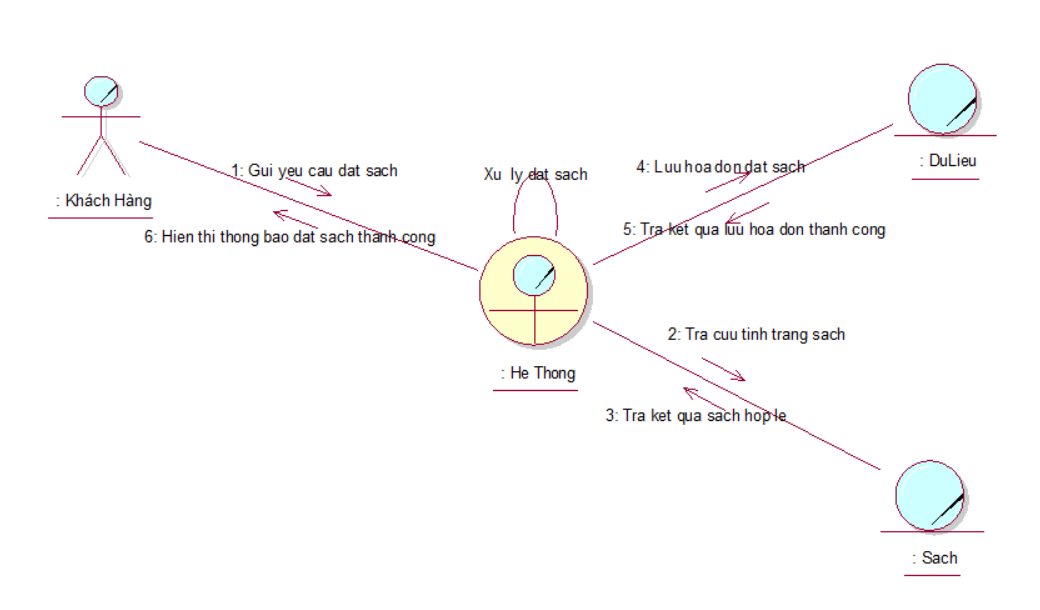 : Khách Hàng
1: Gui yeu cau dat sach
6: Hien thi thong bao dat sach thanh cong
Xu ly dat sach
: He Thong
4: Luu hoa don dat sach
5: Tra ket qua luu hoa don thanh cong
: DuLieu
2: Tra cuu tinh trang sach
3: Tra ket qua sach hop le
: Sach